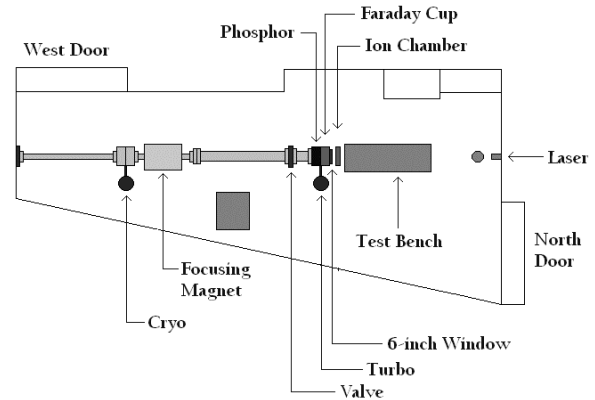 Faraday Cup
Phosphor
Ion Chamber
West Door
Laser
Test Bench
North
Door
Focusing
Magnet
Cryo
6-inch Window
Turbo
Valve